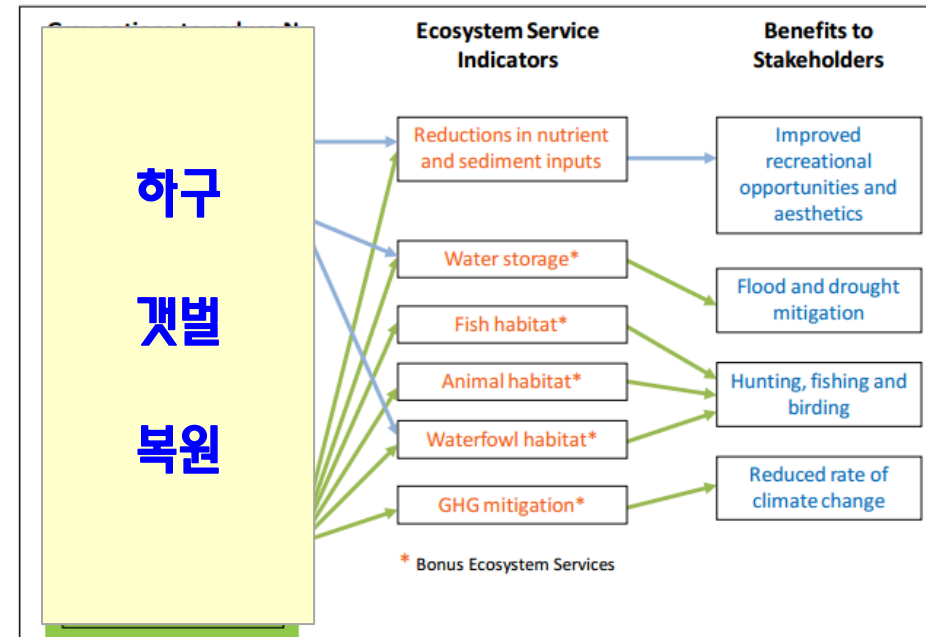 하구
갯벌
복원
Ecosystem Service
Indicators
Reductions in nutrient
and sediment inputs
Water storage*
Fish habitat*
Animal habitat*
Waterfowl habitat*
GHG mitigation*
* Bonus Ecosystem Services
Benefits to
Stakeholders
Improved
recreational
opportunities and
aesthetics
Flood and drought
mitigation
Hunting, fishing and
birding
Reduced rate of
climate change